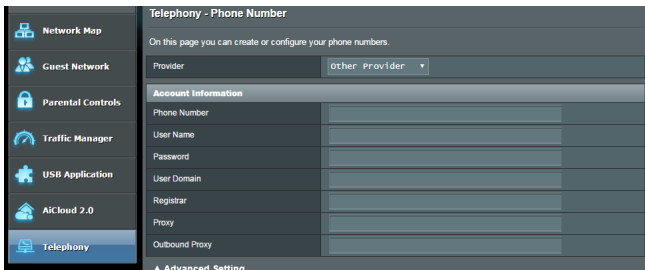 Telephony - Phone Number
Network Map
On this page you can create or configure your phone numbers.
Guest Network
Provider
Other Provider
Parental Controls
Account Information
Phone Number
Traffic Manager
User Name
Password
USB Application
User Domain
Registrar
AiCloud 2.0
Proxy
Telephony
Outbound Proxy
Advanced Setting